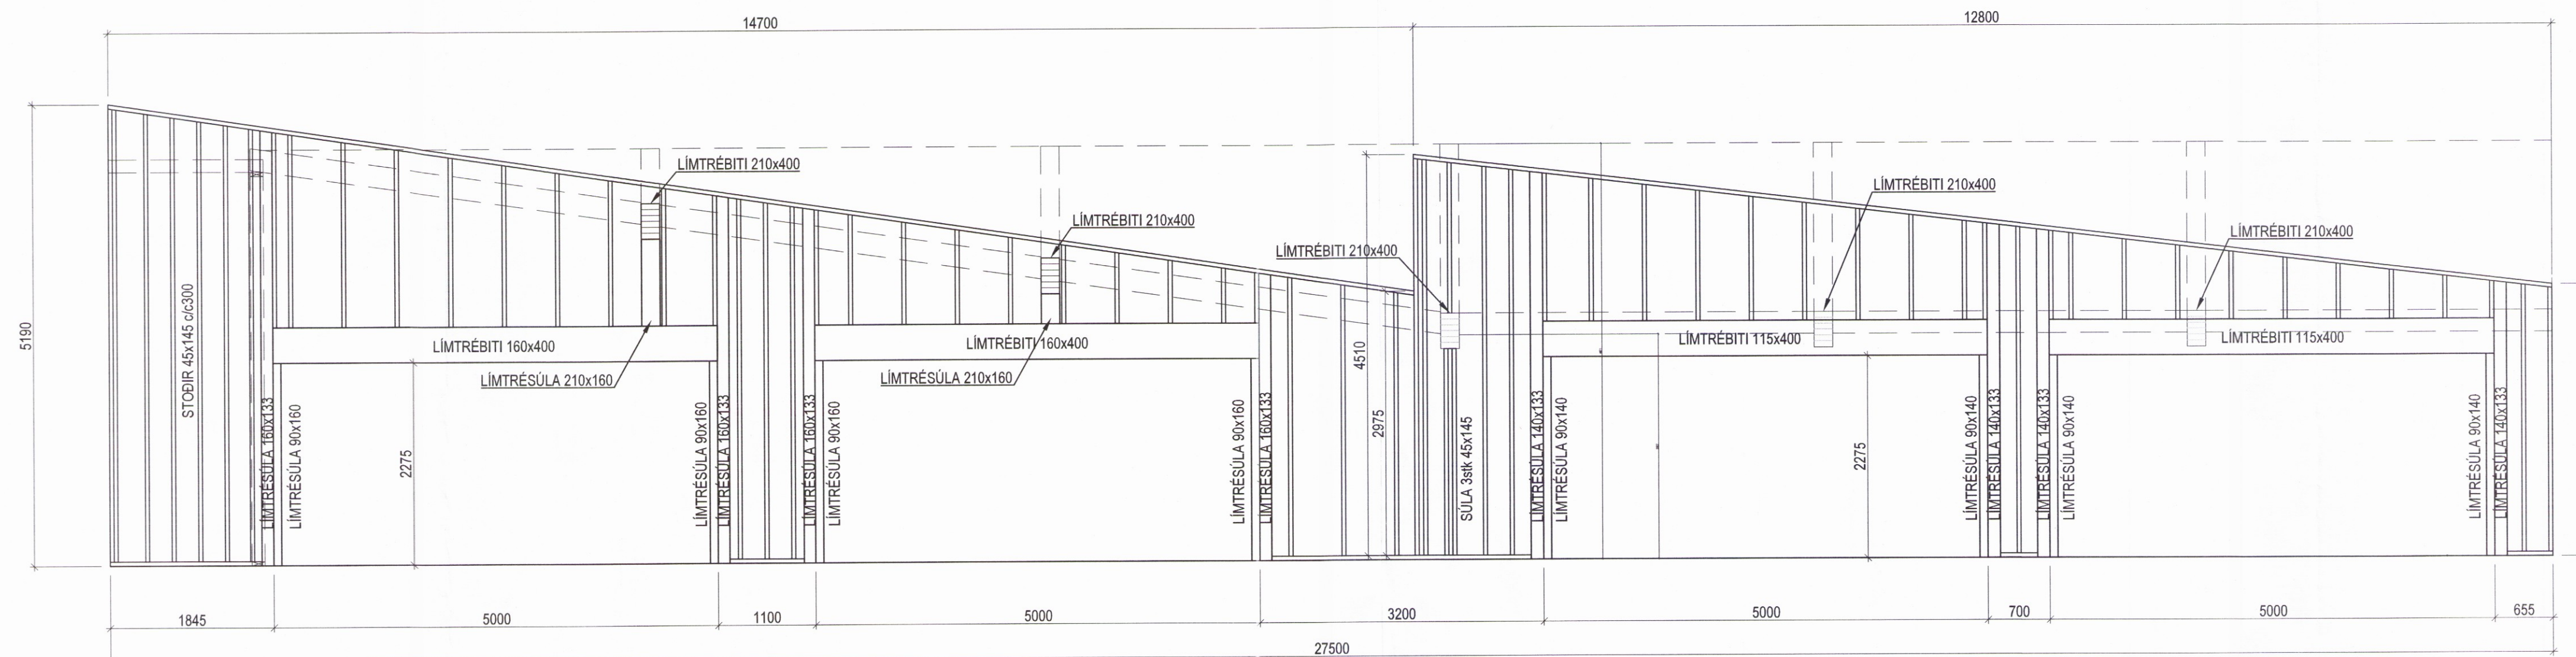 14700
12800
LÍMTRÉBITI 210x400
LÍMTRÉBITI 210x400
LÍMTRÉBITI 210x400
LÍMTRÉBITI 210x400
LÍMTRÉBITI 210x400
5190
STOÐIR 45x145 c/c300
LÍMTRÉBITI 160x400
LÍMTRÉBITI 160x400
LÍMTRÉBITI 115x400
LÍMTRÉBITI 115x400
LÍMTRÉSÚLA 210x160
LÍMTRÉSÚLA 210x160
LÍMTRÉSÚLA 160x133
LÍMTRÉSÚLA 90x160
2275
LÍMTRÉSÚLA 90x160
LÍMTRÉSÚLA 160x133
LÍMTRÉSÚLA 160x133
LÍMTRÉSÚLA 90x160
LÍMTRÉSÚLA 90x160
LÍMTRÉSÚLA 160x133
4510
2975
SÚLA 3stk 45x145
LÍMTRÉSÚLA 140x133
LÍMTRÉSÚLA 90x140
2275
LÍMTRÉSÚLA 90x140
LÍMTRÉSÚLA 140x133
LÍMTRÉSÚLA 140x133
LÍMTRÉSÚLA 90x140
LÍMTRÉSÚLA 90x140
LÍMTRÉSÚLA 140x133
1845
5000
1100
5000
3200
5000
700
5000
655
27500